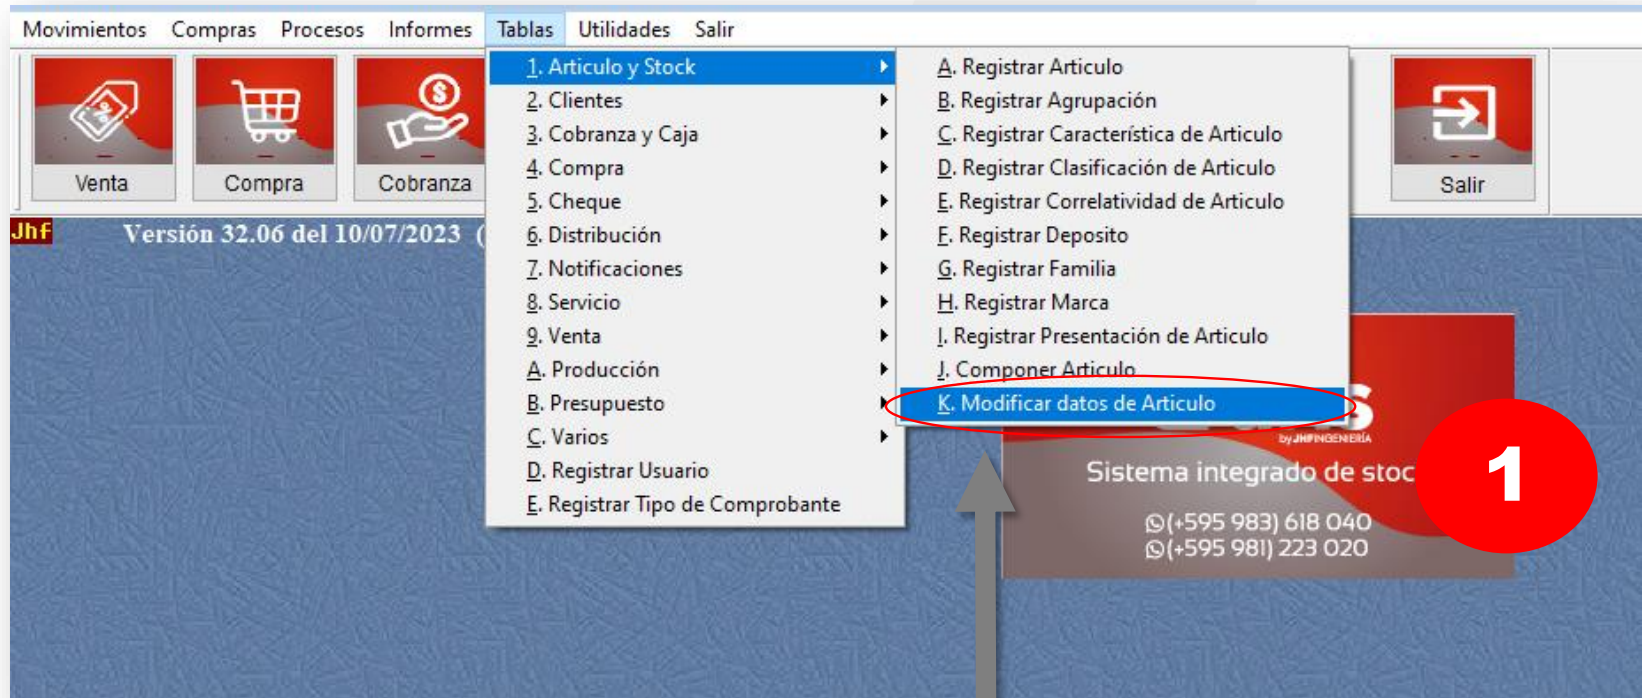 Movimientos Compras Procesos Informes Tablas Utilidades Salir
Venta
Compra
Cobranza
Salir
Jhf
Versión 32.06 del 10/07/2023 (
1. Articulo y Stock
2. Clientes
3. Cobranza y Caja
4. Compra
5. Cheque
6. Distribución
7. Notificaciones
8. Servicio
9. Venta
A. Producción
B. Presupuesto
C. Varios
D. Registrar Usuario
E. Registrar Tipo de Comprobante
A. Registrar Articulo
B. Registrar Agrupación
C. Registrar Característica de Articulo
D. Registrar Clasificación de Articulo
E. Registrar Correlatividad de Articulo
F. Registrar Deposito
G. Registrar Familia
H. Registrar Marca
I. Registrar Presentación de Articulo
J. Componer Articulo
K. Modificar datos de Articulo
by JHFINGENIERÍA
Sistema integrado de stoc
(+595 983) 618 040
(+595 981) 223 020
1